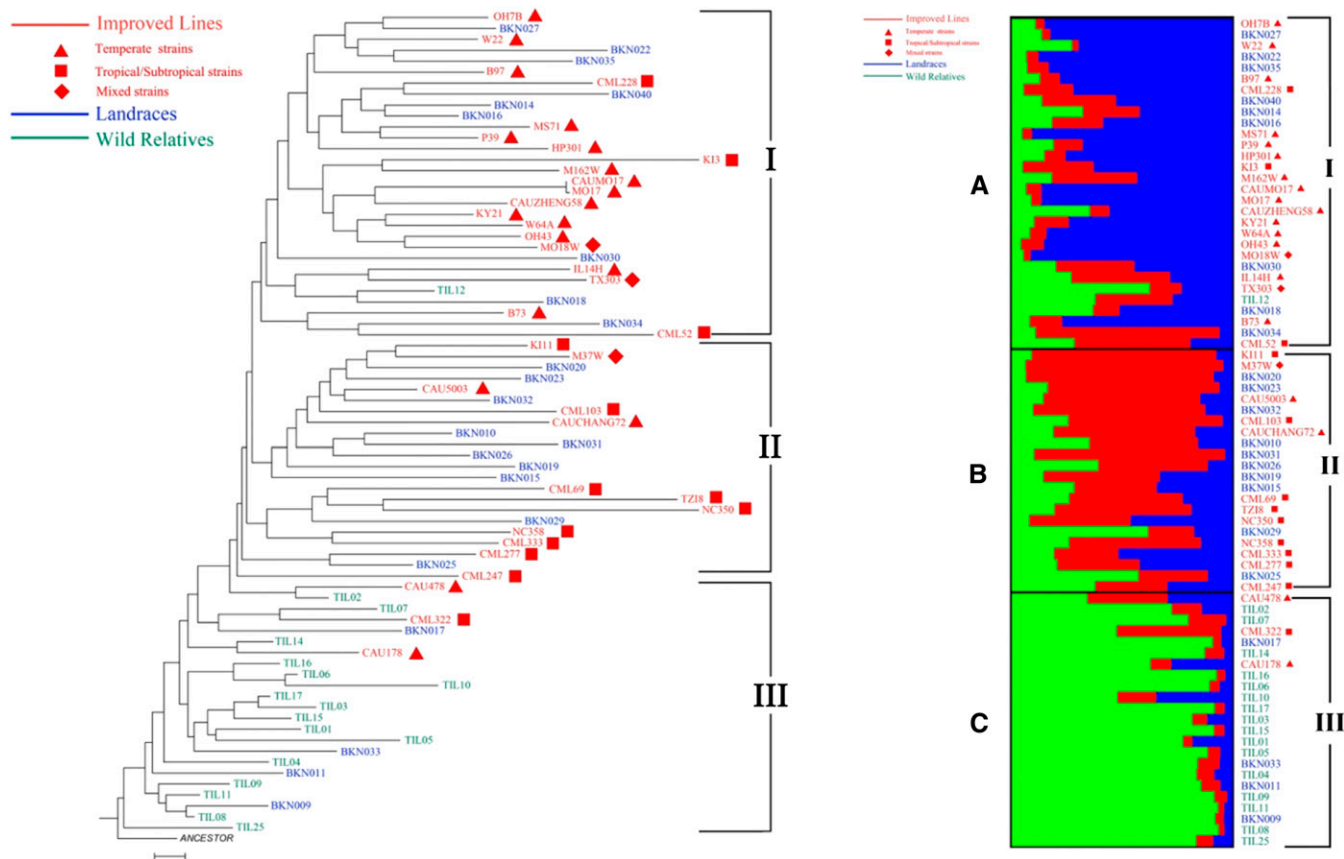 Improved Lines
Temperate strains
Tropical/Subtropical strains
Mixed strains
Landraces
Wild Relatives
OH7B
BKN027
W22
BKN022
BKN035
B97
CML228
BKN040
BKN014
BKN016
MS71
P39
HP301
KI3
M162W
CAUMO17
MO17
CAUZHENG58
KY21
W64A
OH43
MO18W
BKN030
IL14H
TX303
TIL12
BKN018
B73
BKN034
CML52
KI11
M37W
BKN020
BKN023
CAU5003
BKN032
CML103
CAUCHANG72
BKN010
BKN031
BKN026
BKN019
BKN015
CML69
TZI8
NC350
BKN029
NC358
CML333
CML277
BKN025
CML247
CAU478
TIL02
TIL07
CML322
BKN017
TIL14
CAU178
TIL16
TIL06
TIL10
TIL17
TIL03
TIL15
TIL01
TIL05
BKN033
TIL04
BKN011
TIL09
TIL11
BKN009
TIL08
TIL25
ANCESTOR
I
II
III
Improved Lines
Temperate strains
Tropical/Subtropical strains
Mixed strains
Landraces
Wild Relatives
A
B
C
OH7B
BKN027
W22
BKN022
BKN035
B97
CML228
BKN040
BKN014
BKN016
MS71
P39
HP301
KI3
M162W
CAUMO17
MO17
CAUZHENG58
KY21
W64A
OH43
MO18W
BKN030
IL14H
TX303
TIL12
BKN018
B73
BKN034
CML52
KI11
M37W
BKN020
BKN023
CAU5003
BKN032
CML103
CAUCHANG72
BKN010
BKN031
BKN026
BKN019
BKN015
CML69
TZI8
NC350
BKN029
NC358
CML333
CML277
BKN025
CML247
CAU478
TIL02
TIL07
CML322
BKN017
TIL14
CAU178
TIL16
TIL06
TIL10
TIL17
TIL03
TIL15
TIL01
TIL05
BKN033
TIL04
BKN011
TIL09
TIL11
BKN009
TIL08
TIL25
I
II
III